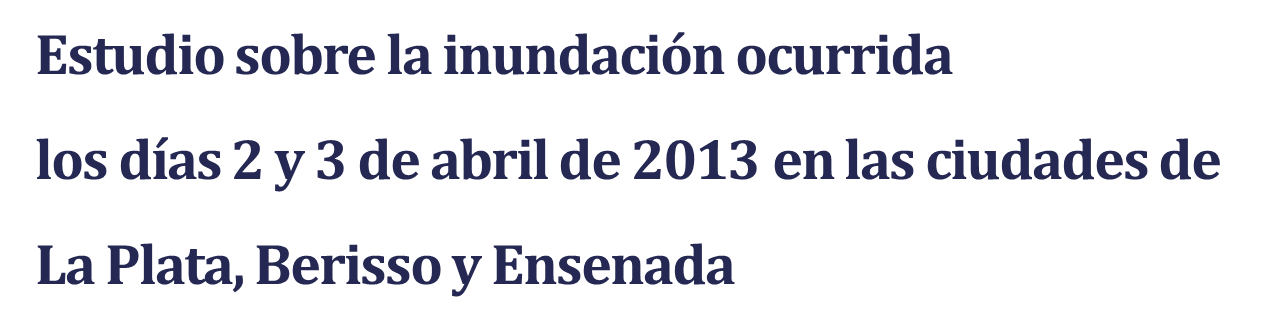 Estudio sobre la inundación ocurrida
los días 2 y 3 de abril de 2013 en las ciudades de
La Plata, Berisso y Ensenada